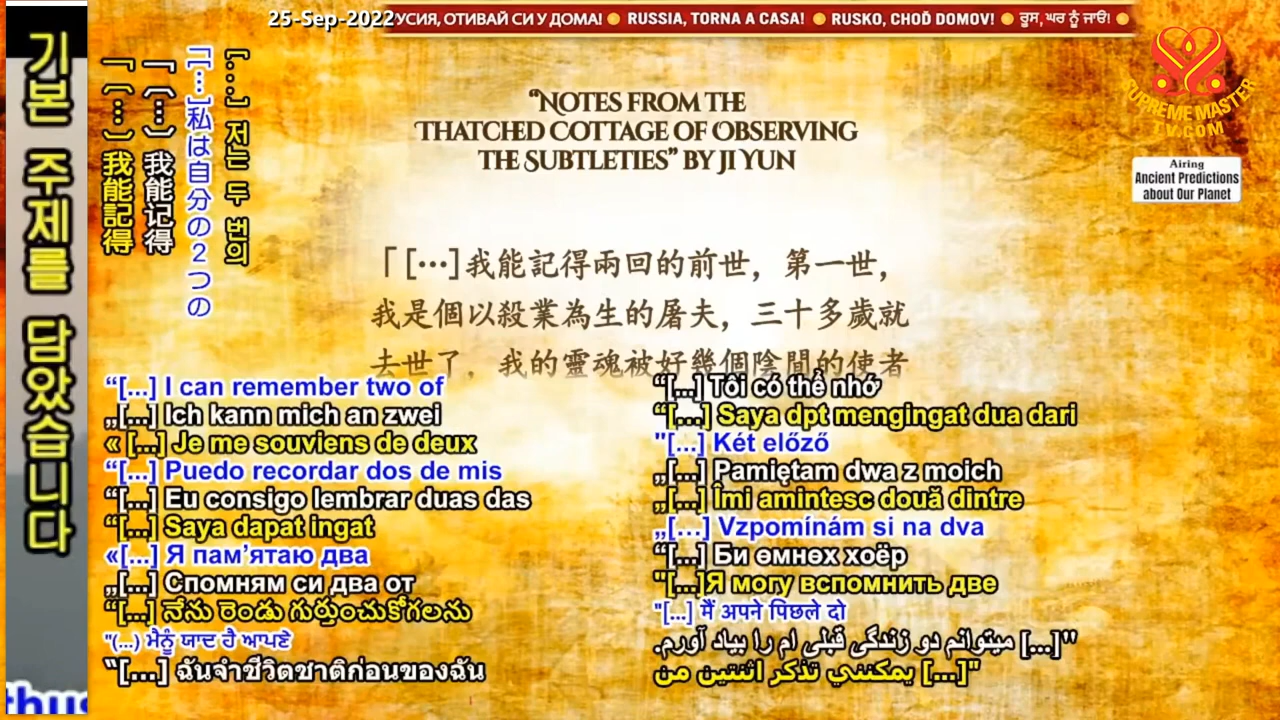 25-Sep-2022
УСИЯ, ОТИВАЙ СИ У ДОМА! RUSSIA, TORNA A CASA! RUSKO, CHOĎ DOMOV! ਰੂਸ, ਘਰ ਨੂੰ ਜਾਓ!
SUPREME MASTER
TV.COM
Airing
Ancient Predictions
about Our Planet
“NOTES FROM THE
THATCHED COTTAGE OF OBSERVING
THE SUBTLETIES” BY JI YUN
기본 주제를 담았습니다
「〔…〕我能記得
「〔…〕我能记得
「[…]私は自分の２つの
[…] 저는 두 번의
「[…]我能記得兩回的前世，第一世，
我是個以殺業為生的屠夫，三十多歲就
去世了，我的靈魂被好幾個陰間的使者
“[...] I can remember two of
„[...] Ich kann mich an zwei
« [...] Je me souviens de deux
“[...] Puedo recordar dos de mis
“[...] Eu consigo lembrar duas das
“[...] Saya dapat ingat
«[...] Я пам’ятаю два
„[...] Спомням си два от
“[...] నేను రెండు గుర్తుంచుకోగలను
"(...) ਮੈਨੂੰ ਯਾਦ ਹੈ ਆਪਣੇ
“[...] ฉันจำชีวิตชาติก่อนของฉัน
“[...] Tôi có thể nhớ
“[...] Saya dpt mengingat dua dari
"[...] Két előző
„[...] Pamiętam dwa z moich
„[...] Îmi amintesc două dintre
„[...] Vzpomínám si na dva
“[...] Би өмнөх хоёр
"[...]Я могу вспомнить две
"[...] मैं अपने पिछले दो
"[...] میتوانم دو زندگی قبلی ام را بیاد آورم.
"[...] يمكنني تذكر اثنتين من